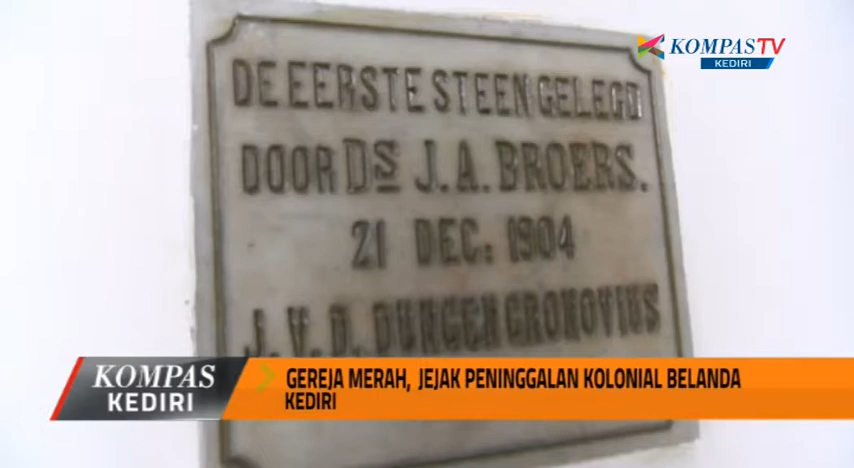 KOMPASTV
KEDIRI
DE EERSTE STEEN GELEGD
DOOR Ds J.A. BROERS.
21 DEC: 1904
J. V. D. DUNGEN GRONOVIUS
KOMPAS
KEDIRI
GEREJA MERAH, JEJAK PENINGGALAN KOLONIAL BELANDA
KEDIRI